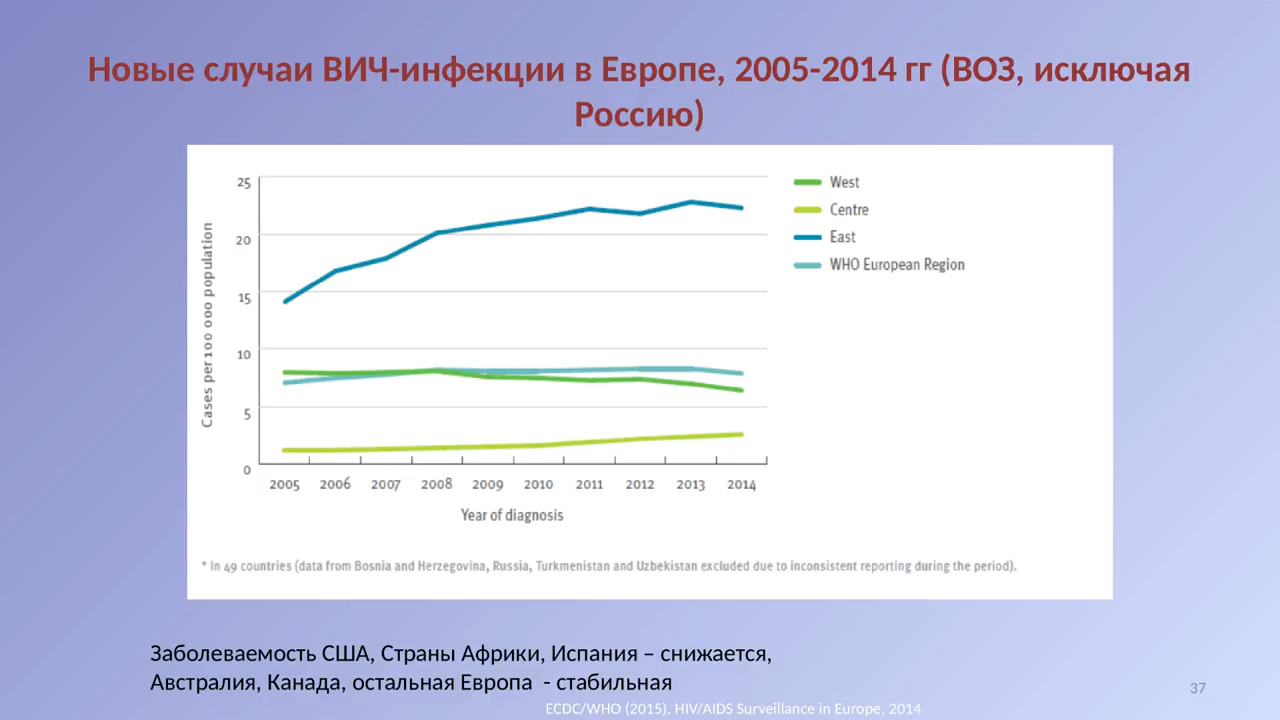 Новые случаи ВИЧ-инфекции в Европе, 2005-2014 гг (ВОЗ, исключая
Россию)
25
20
15
10
5
0
Cases per 100 000 population
2005 2006 2007 2008 2009 2010 2011 2012 2013 2014
Year of diagnosis
West
Centre
East
WHO European Region
* In 49 countries (data from Bosnia and Herzegovina, Russia, Turkmenistan and Uzbekistan excluded due to inconsistent reporting during the period).
Заболеваемость США, Страны Африки, Испания – снижается,
Австралия, Канада, остальная Европа - стабильная
37
ECDC/WHO (2015). HIV/AIDS Surveillance in Europe, 2014